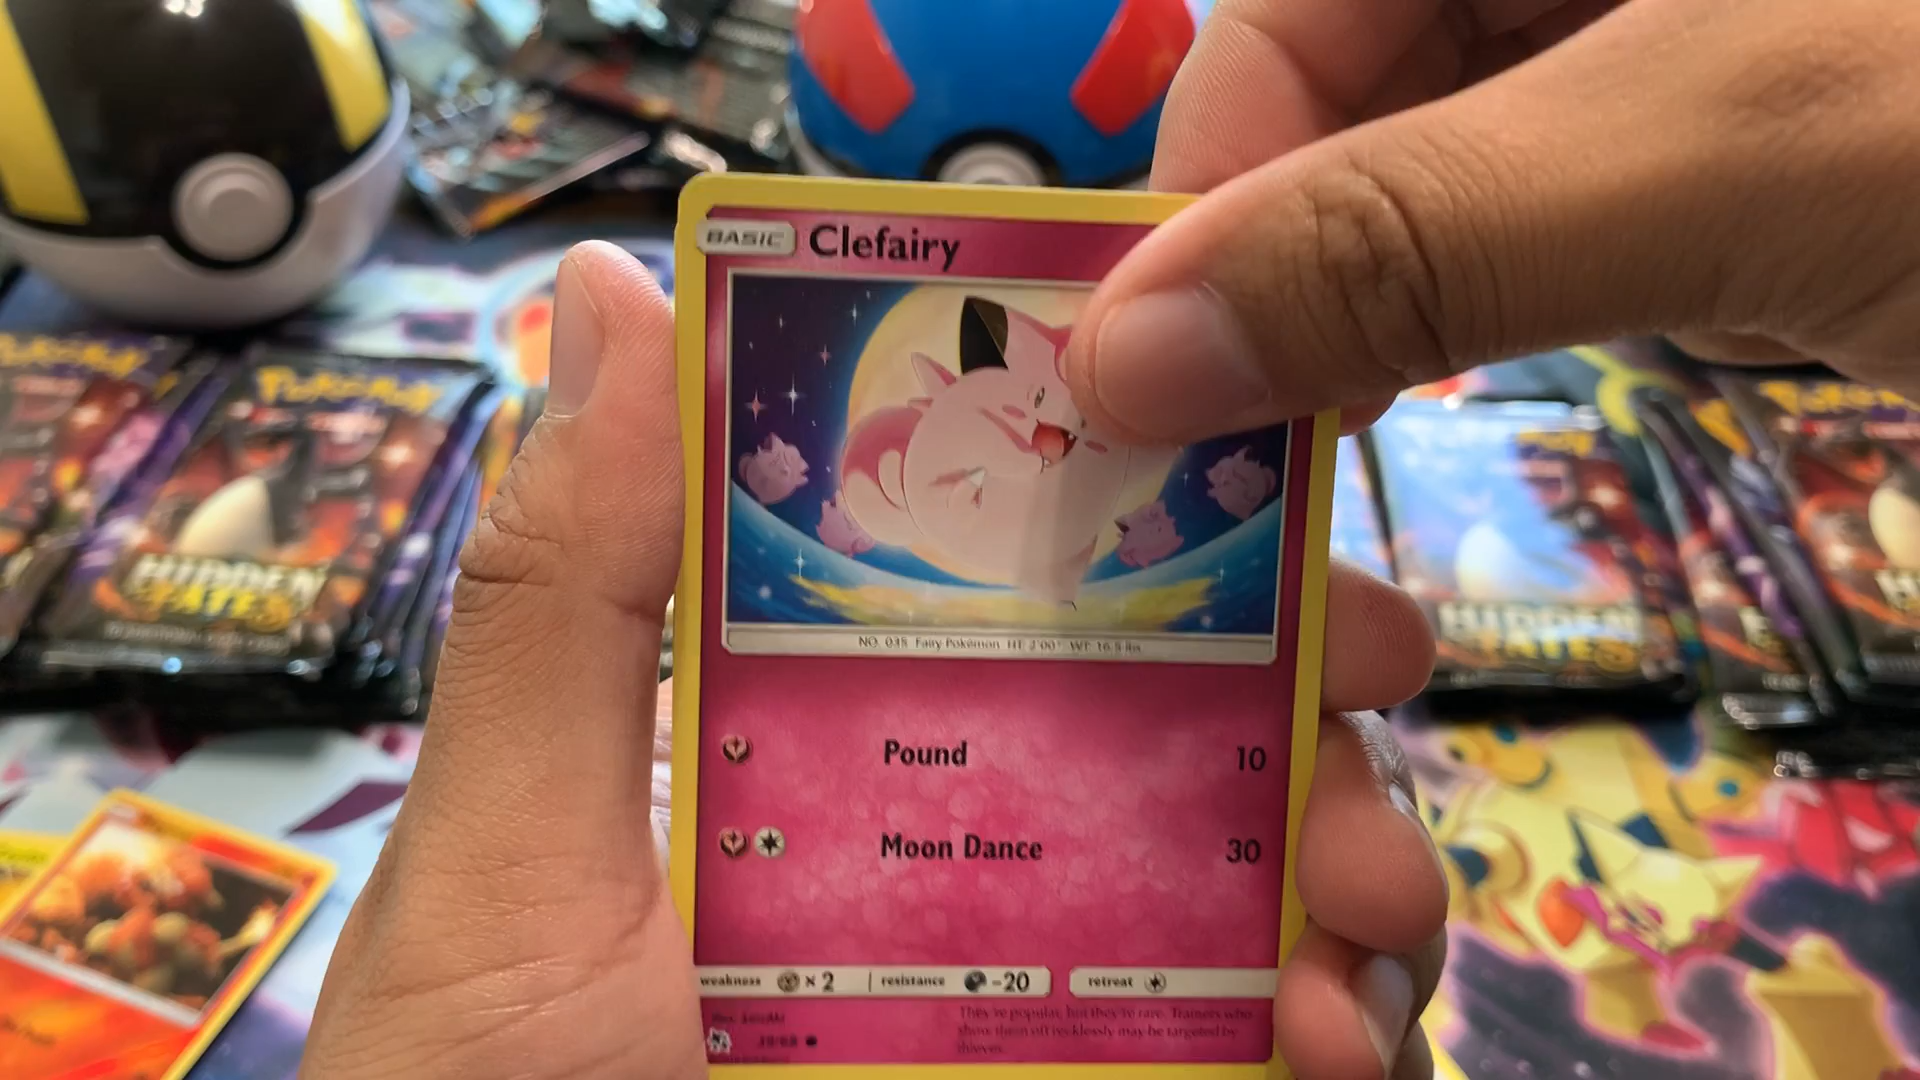 BASIC Clefairy
NO. 035 Fairy Pokémon HT: 2'00" WT: 16.5 lbs.
Pound 10
Moon Dance 30
weakness × 2 resistance -20 retreat
They're popular, but they're rare. Trainers who
show them off recklessly may be targeted by
thieves.
POKéMON
HIDDEN
FATES
HIDDEN
FATES